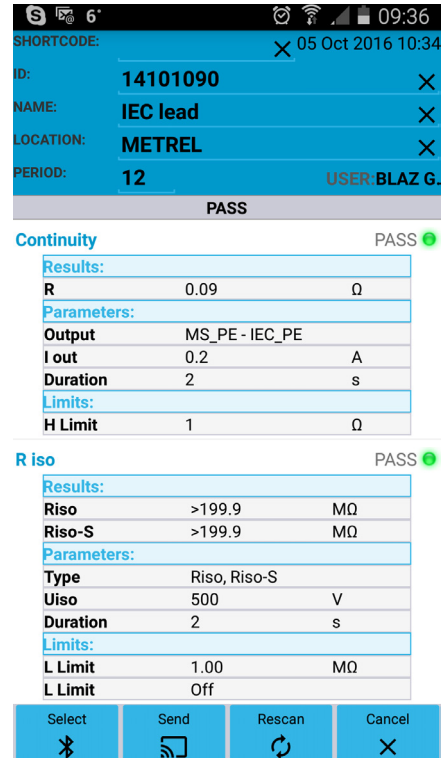 6° 09:36
SHORTCODE: 05 Oct 2016 10:34
ID: 14101090
NAME: IEC lead
LOCATION: METREL
PERIOD: 12 USER:BLAZ G.
PASS
Continuity PASS
Results:
R 0.09 Ω
Parameters:
Output MS_PE - IEC_PE
I out 0.2 A
Duration 2 s
Limits:
H Limit 1 Ω
R iso PASS
Results:
Riso >199.9 MΩ
Riso-S >199.9 MΩ
Parameters:
Type Riso, Riso-S
Uiso 500 V
Duration 2 s
Limits:
L Limit 1.00 MΩ
L Limit Off
Select Send Rescan Cancel